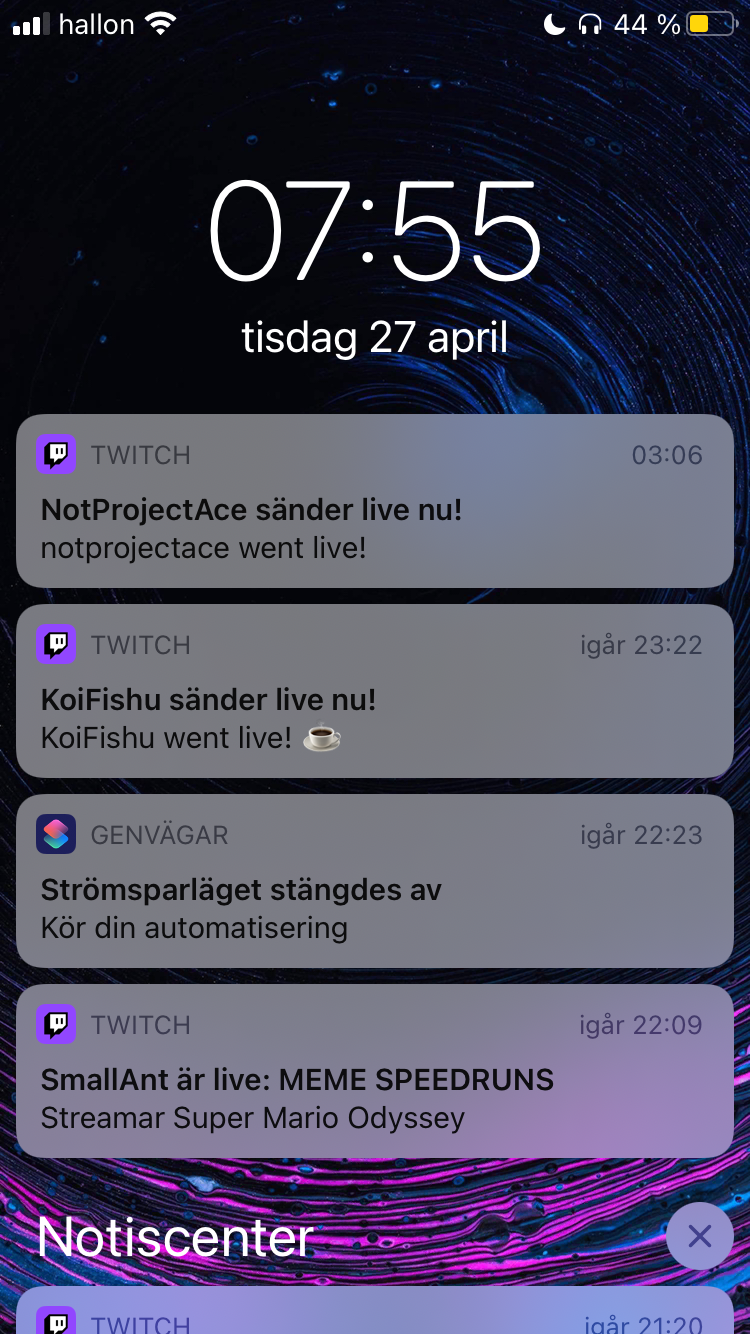 hallon 44 %
07:55
tisdag 27 april
TWITCH 03:06
NotProjectAce sänder live nu!
notprojectace went live!
TWITCH igår 23:22
KoiFishu sänder live nu!
KoiFishu went live! ☕
GENVÄGAR igår 22:23
Strömsparläget stängdes av
Kör din automatisering
TWITCH igår 22:09
SmallAnt är live: MEME SPEEDRUNS
Streamar Super Mario Odyssey
Notiscenter
TWITCH igår 21:20